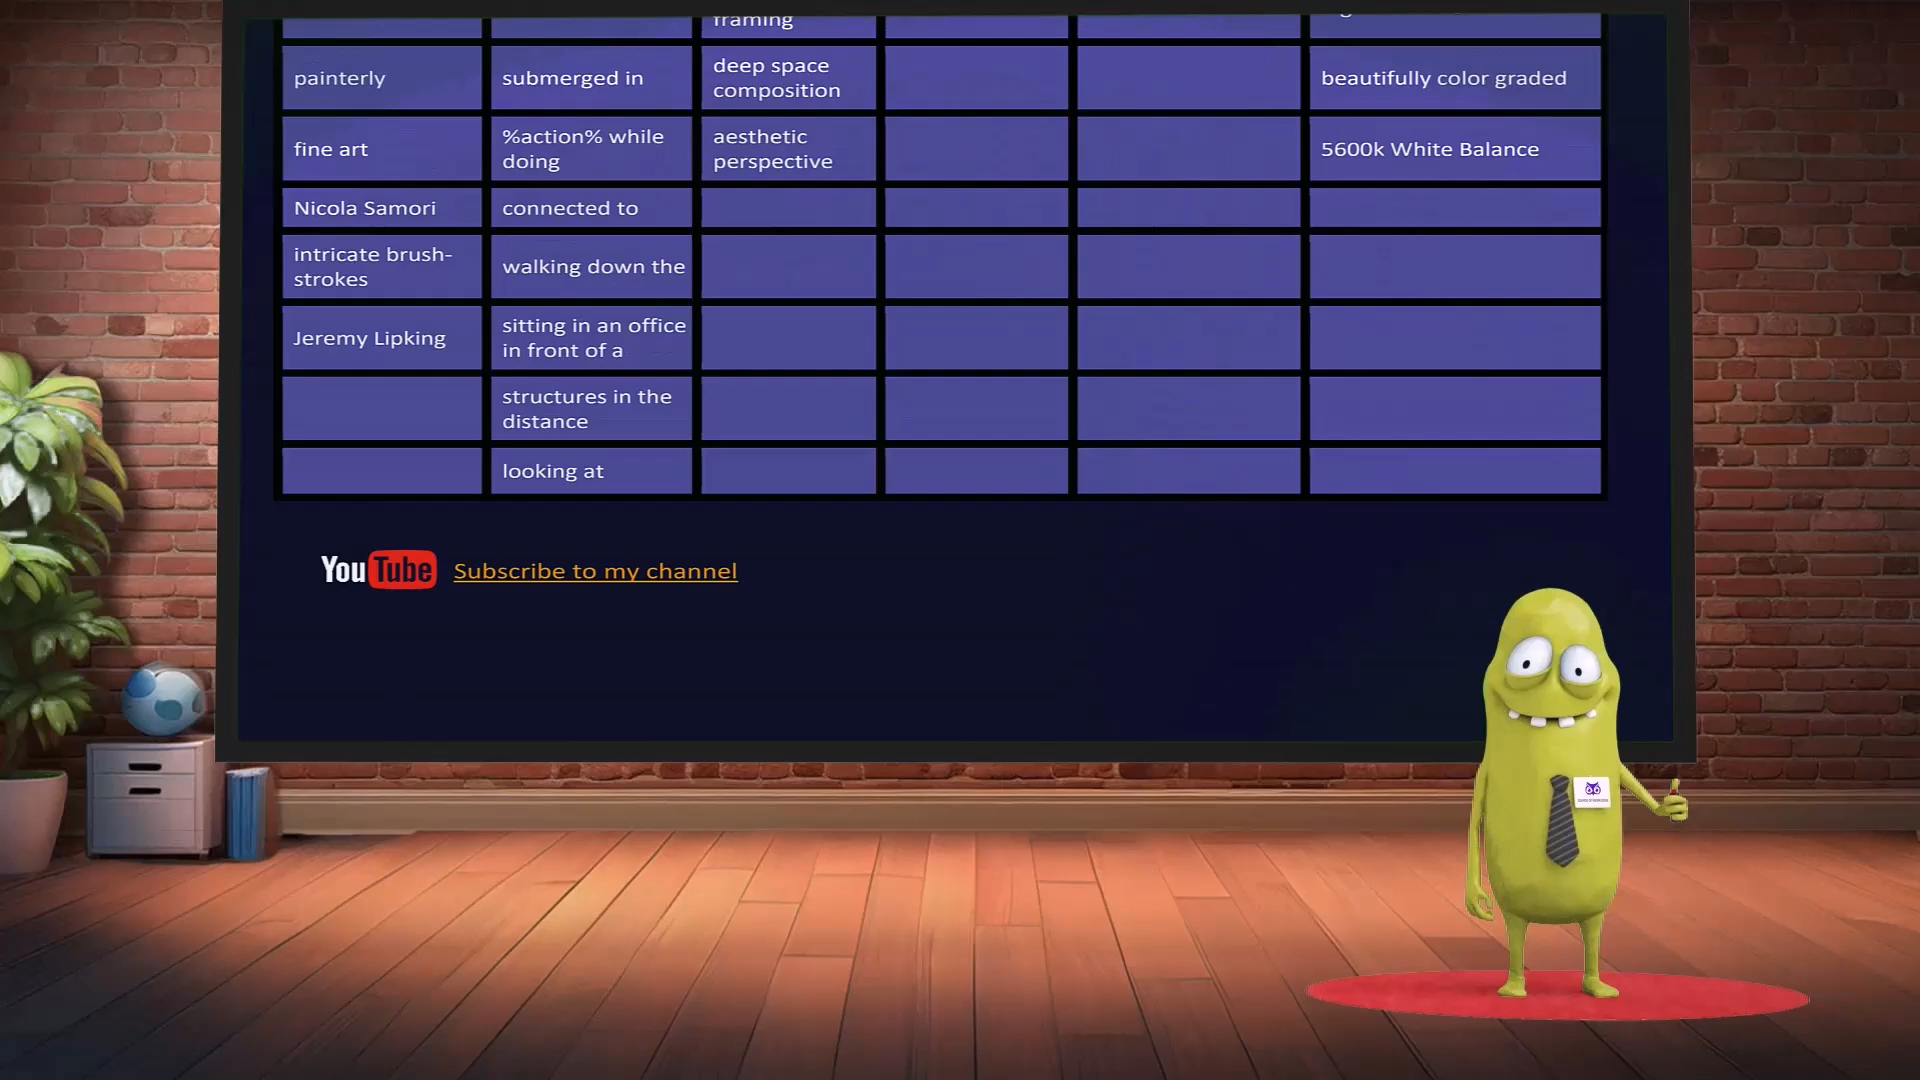 framing
painterly
submerged in
deep space
composition
beautifully color graded
fine art
%action% while
doing
aesthetic
perspective
5600k White Balance
Nicola Samori
connected to
intricate brush-
strokes
walking down the
Jeremy Lipking
sitting in an office
in front of a
structures in the
distance
looking at
YouTube
Subscribe to my channel